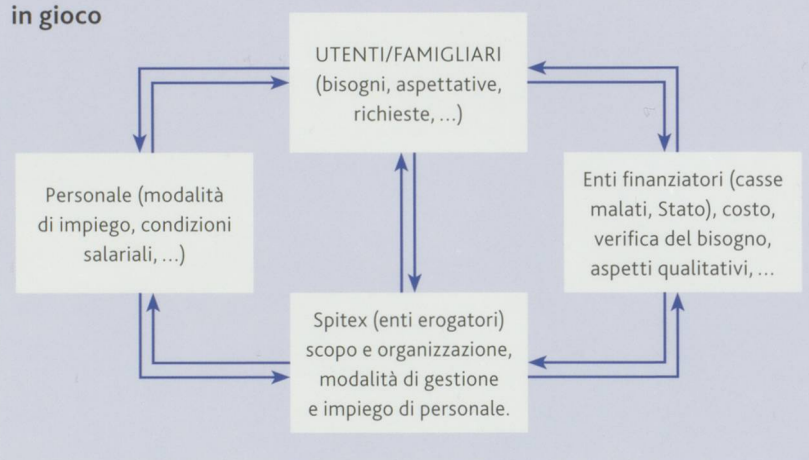 in gioco
UTENTI/FAMIGLIARI
(bisogni, aspettative,
richieste, ...)
Personale (modalità
di impiego, condizioni
salariali, ...)
Enti finanziatori (casse
malati, Stato), costo,
verifica del bisogno,
aspetti qualitativi, ...
Spitex (enti erogatori)
scopo e organizzazione,
modalità di gestione
e impiego di personale.